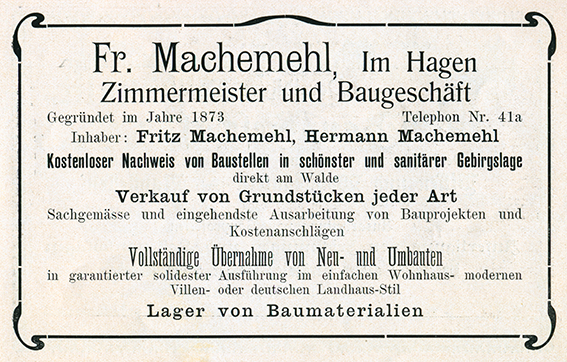 Fr. Machemehl, Im Hagen
Zimmermeister und Baugeschäft
Gegründet im Jahre 1873 Telephon Nr. 41a
Inhaber: Fritz Machemehl, Hermann Machemehl
Kostenloser Nachweis von Baustellen in schönster und sanitärer Gebirgslage
direkt am Walde
Verkauf von Grundstücken jeder Art
Sachgemässe und eingehendste Ausarbeitung von Bauprojekten und
Kostenanschlägen
Vollständige Übernahme von Neu- und Umbauten
in garantierter solidester Ausführung im einfachen Wohnhaus- modernen
Villen- oder deutschen Landhaus-Stil
Lager von Baumaterialien